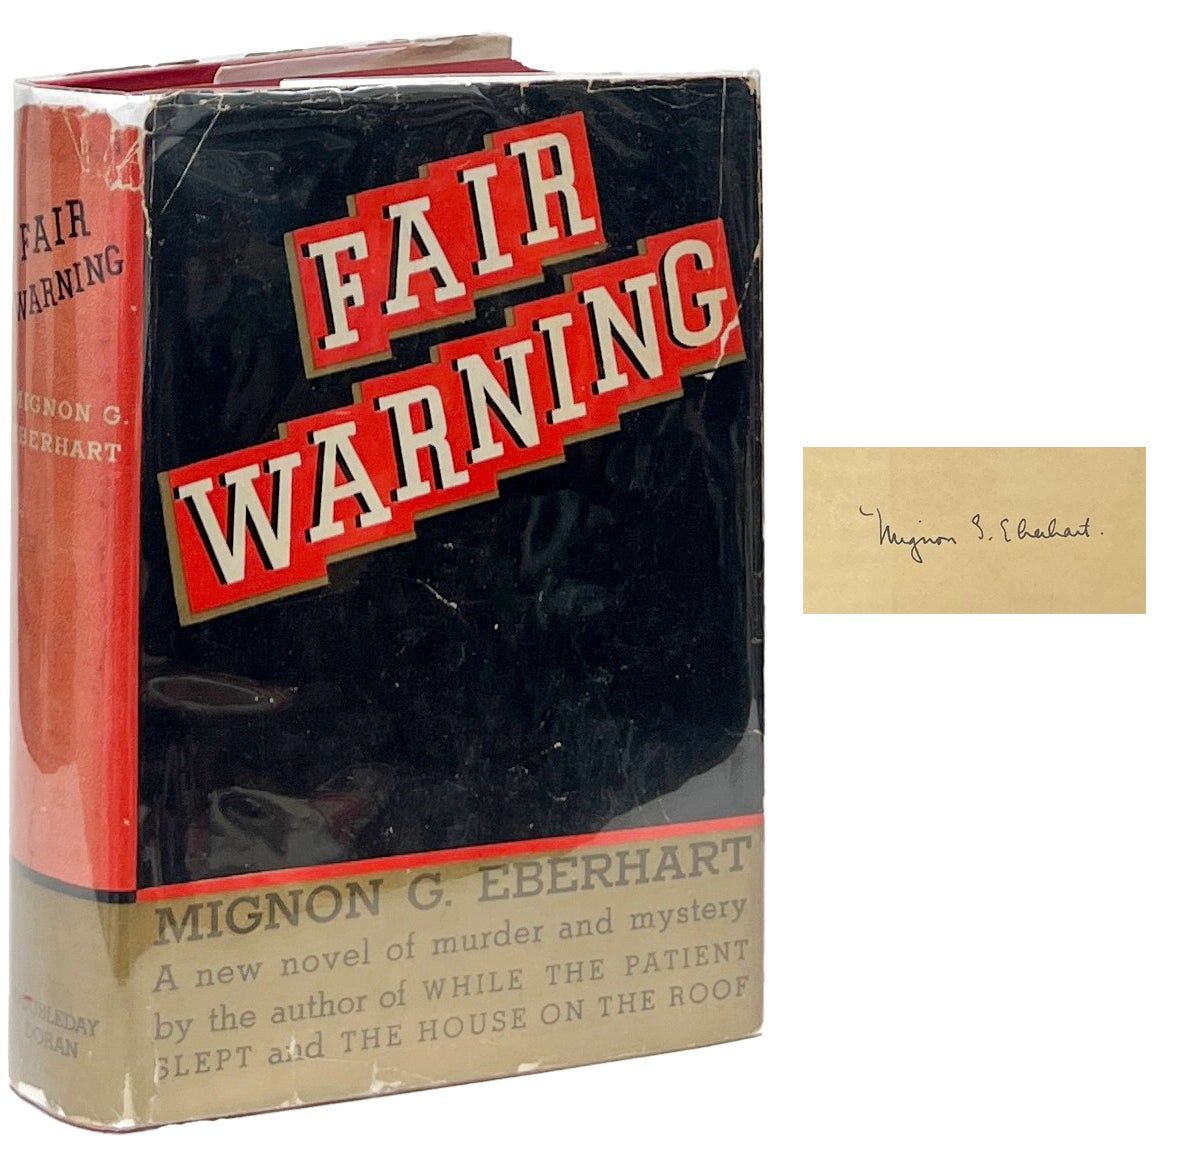 FAIR
WARNING
MIGNON G.
EBERHART
DOUBLEDAY
DORAN
FAIR
WARNING
MIGNON G. EBERHART
A new novel of murder and mystery
by the author of WHILE THE PATIENT
SLEPT and THE HOUSE ON THE ROOF
Mignon G. Eberhart.